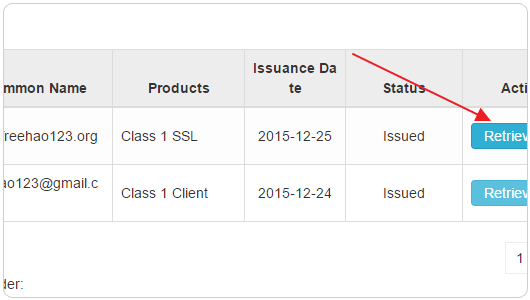 mmon Name Products Issuance Da
te Status Acti
freehao123.org Class 1 SSL 2015-12-25 Issued Retriev
ao123@gmail.c Class 1 Client 2015-12-24 Issued Retriev
1
der: